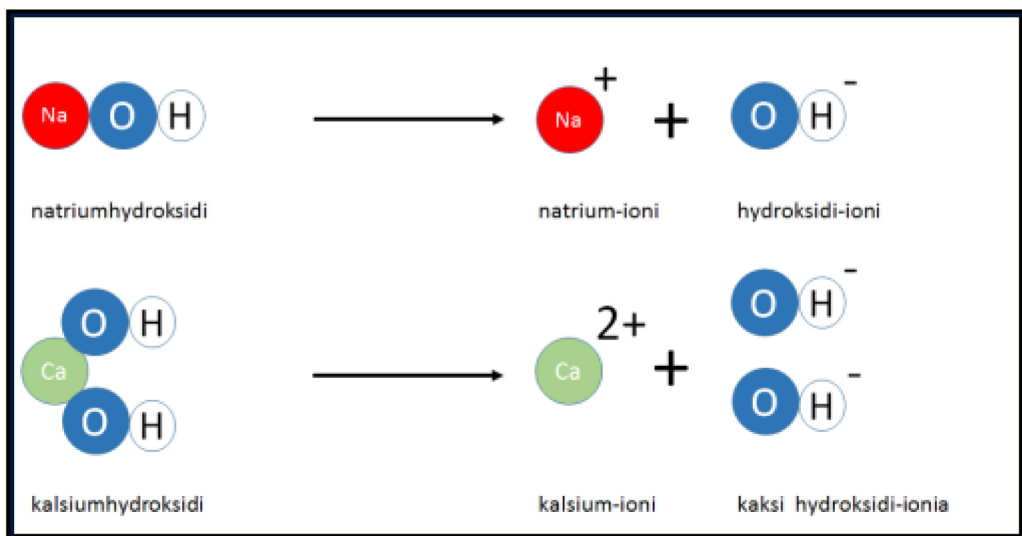 Na O H Na + + O H -
natriumhydroksidi natrium-ioni hydroksidi-ioni
O H O H -
Ca Ca 2+ +
O H O H -
kalsiumhydroksidi kalsium-ioni kaksi hydroksidi-ionia